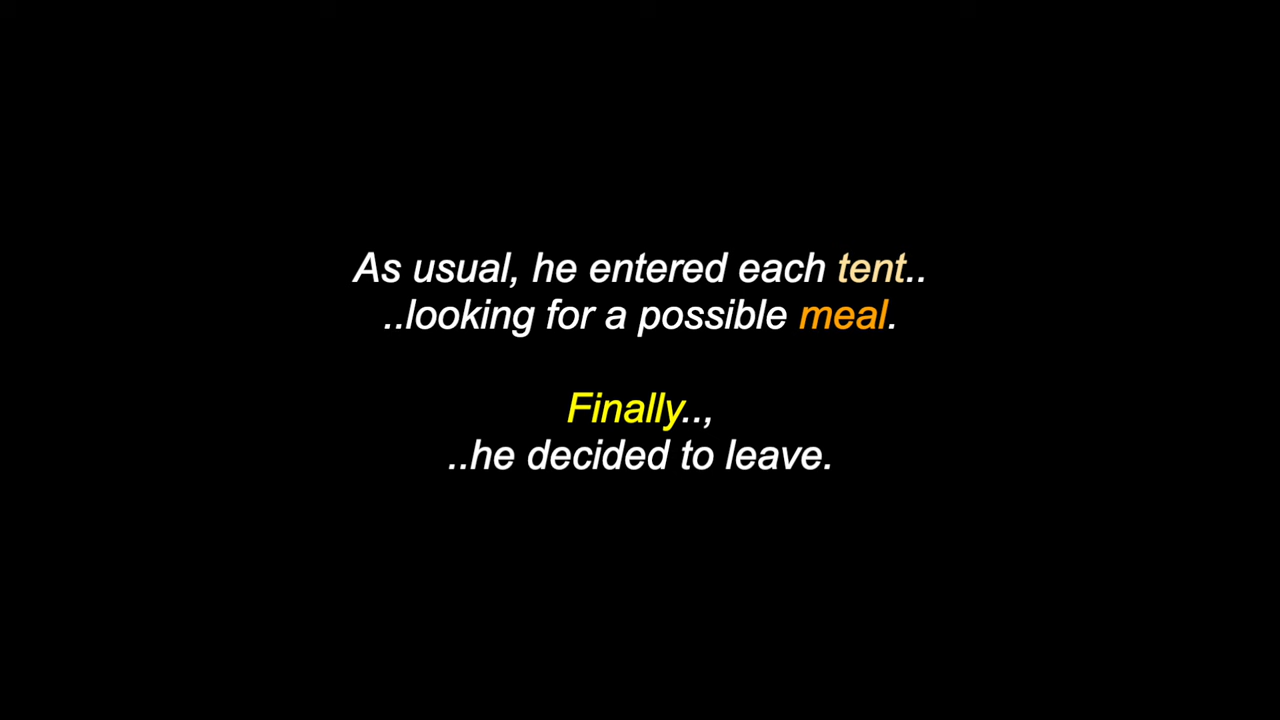 As usual, he entered each tent..
..looking for a possible meal.
Finally..,
..he decided to leave.